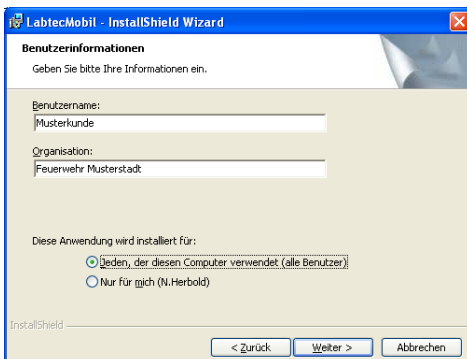 LabtecMobil - InstallShield Wizard
Benutzerinformationen
Geben Sie bitte Ihre Informationen ein.
Benutzername:
Musterkunde
Organisation:
Feuerwehr Musterstadt
Diese Anwendung wird installiert für:
Jeden, der diesen Computer verwendet (alle Benutzer)
Nur für mich (N.Herbold)
InstallShield
< Zurück Weiter > Abbrechen